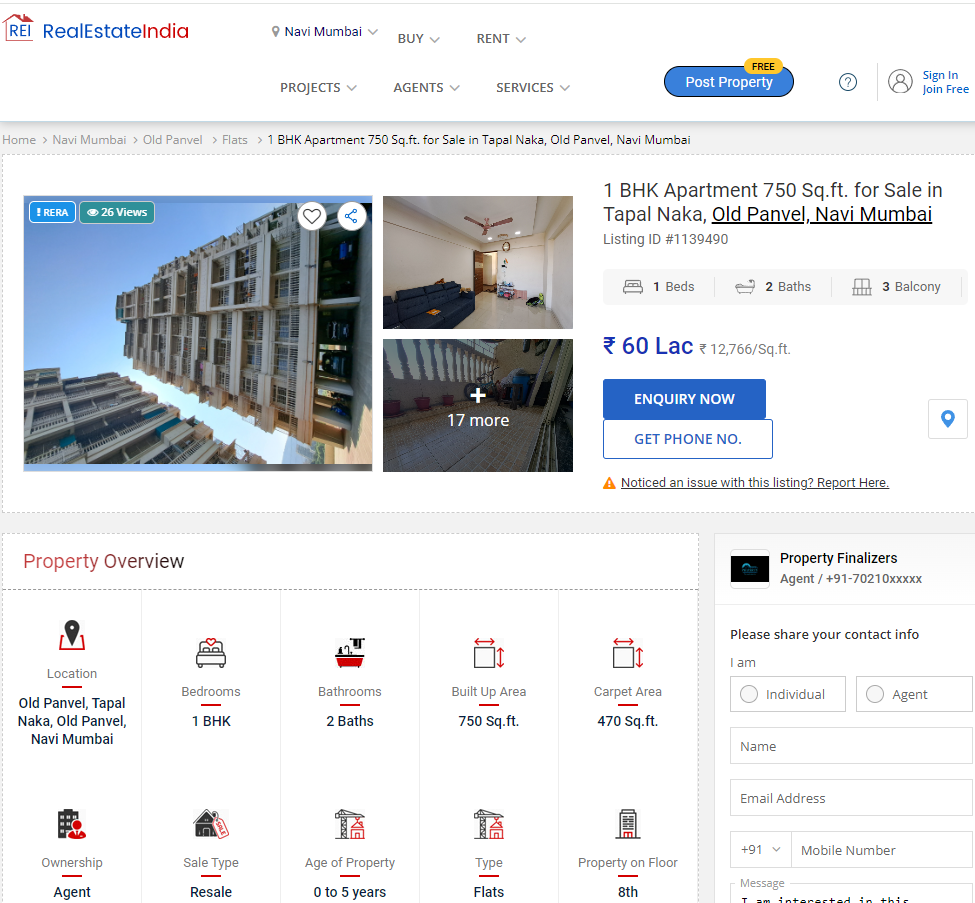 REI RealEstateIndia
Navi Mumbai
BUY
RENT
PROJECTS
AGENTS
SERVICES
FREE
Post Property
?
Sign In
Join Free
Home > Navi Mumbai > Old Panvel > Flats > 1 BHK Apartment 750 Sq.ft. for Sale in Tapal Naka, Old Panvel, Navi Mumbai
! RERA
26 Views
+
17 more
1 BHK Apartment 750 Sq.ft. for Sale in
Tapal Naka, Old Panvel, Navi Mumbai
Listing ID #1139490
1 Beds
2 Baths
3 Balcony
₹ 60 Lac ₹ 12,766/Sq.ft.
ENQUIRY NOW
GET PHONE NO.
Noticed an issue with this listing? Report Here.
Property Overview
Location
Old Panvel, Tapal
Naka, Old Panvel,
Navi Mumbai
Bedrooms
1 BHK
Bathrooms
2 Baths
Built Up Area
750 Sq.ft.
Carpet Area
470 Sq.ft.
Ownership
Agent
SALE
Sale Type
Resale
Age of Property
0 to 5 years
Type
Flats
Property on Floor
8th
Property Finalizers
Agent / +91-70210xxxxx
Please share your contact info
I am
Individual
Agent
Name
Email Address
+91
Mobile Number
Message
I am interested in this